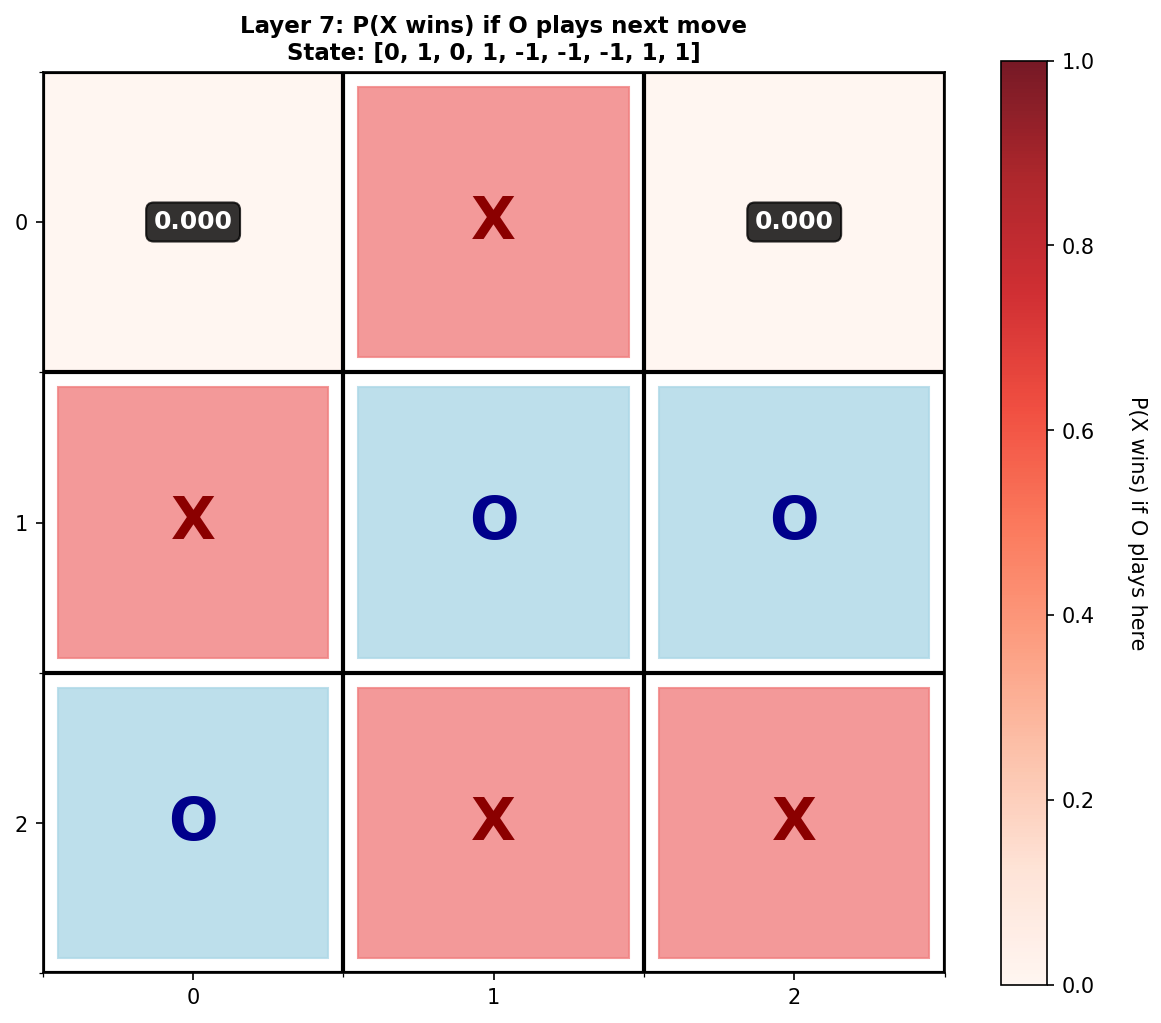 Layer 7: P(X wins) if O plays next move
State: [0, 1, 0, 1, -1, -1, -1, 1, 1]
0.000 X 0.000
X O O
O X X
0
1
2
0 1 2
1.0
0.8
0.6
0.4
0.2
0.0
P(X wins) if O plays here